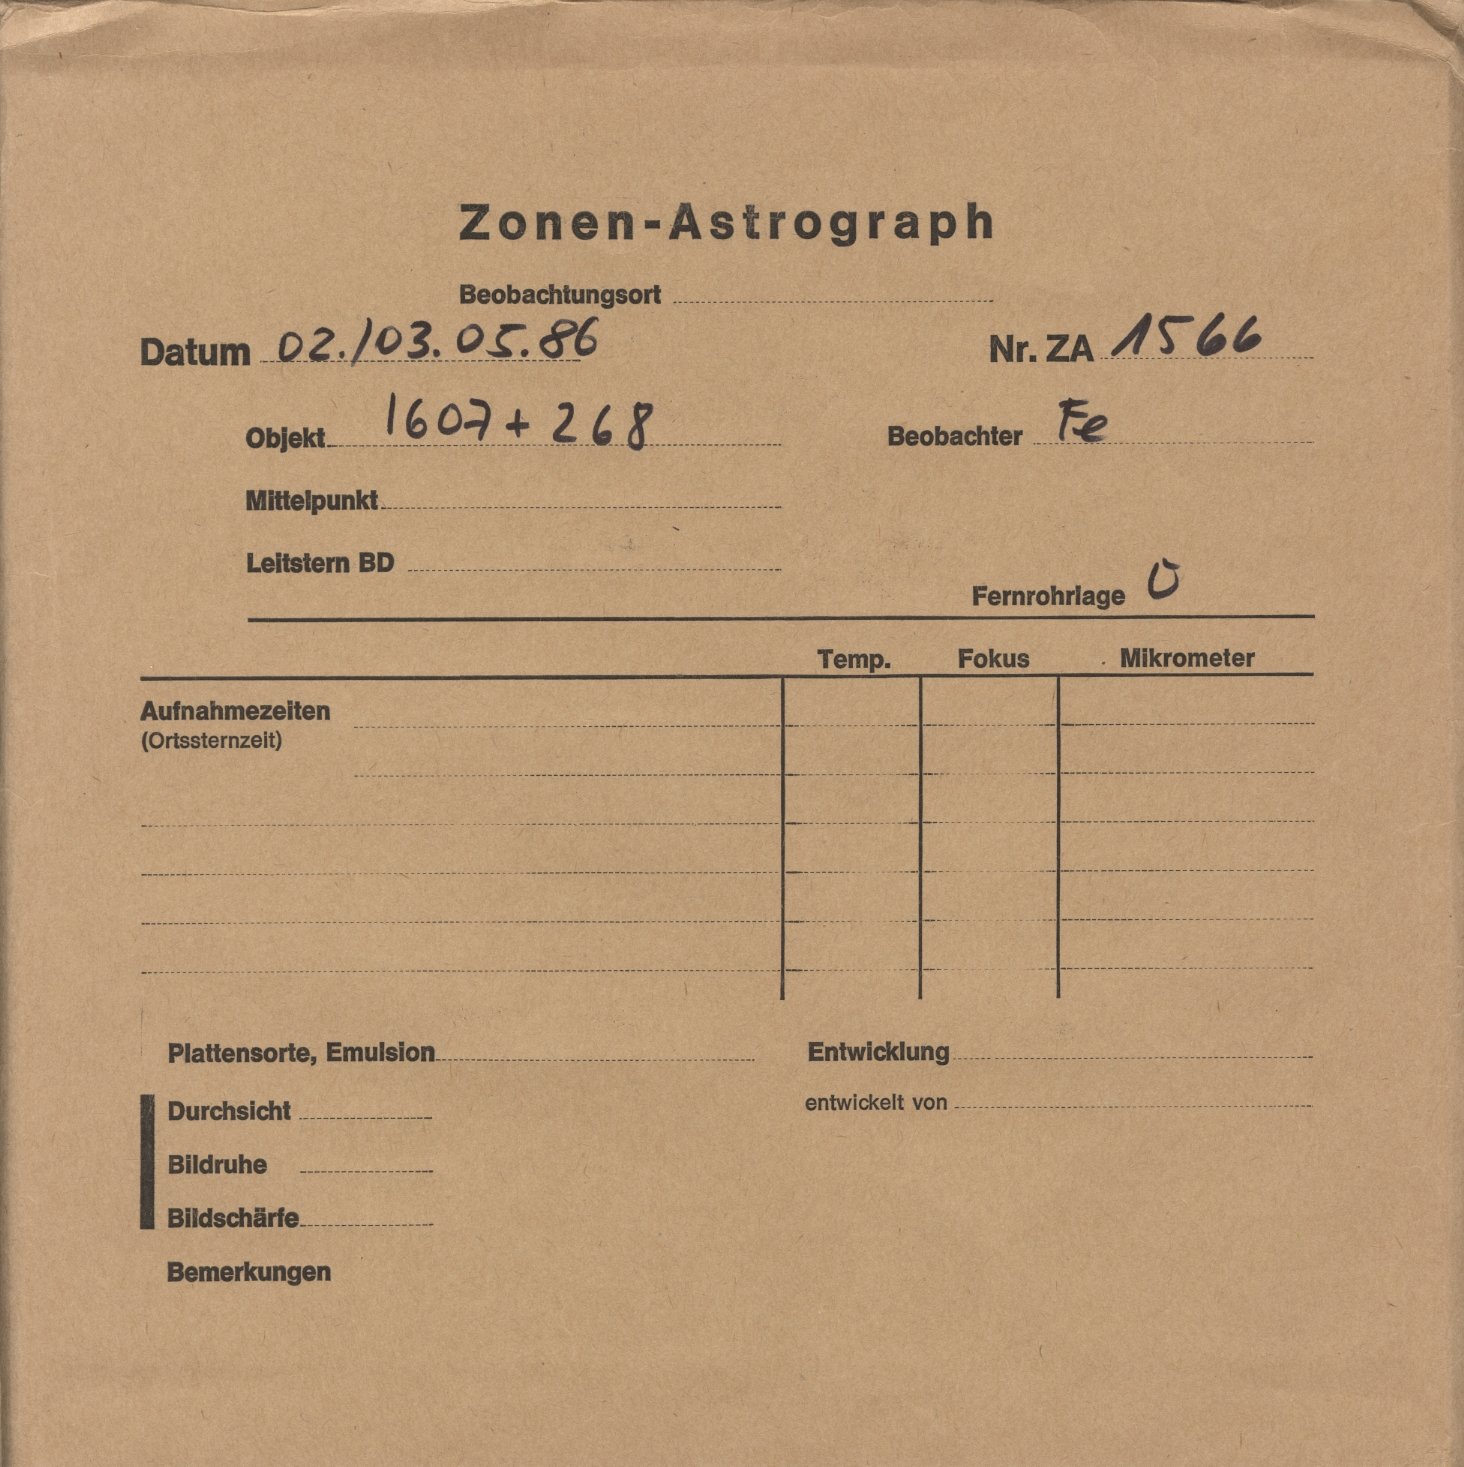 Zonen-Astrograph
Beobachtungsort
Datum 02./03.05.86 Nr. ZA 1566
Objekt 1607+268 Beobachter Fe
Mittelpunkt
Leitstern BD
Fernrohrlage O
Temp. Fokus Mikrometer
Aufnahmezeiten
(Ortssternzeit)
Plattensorte, Emulsion Entwicklung
Durchsicht entwickelt von
Bildruhe
Bildschärfe
Bemerkungen